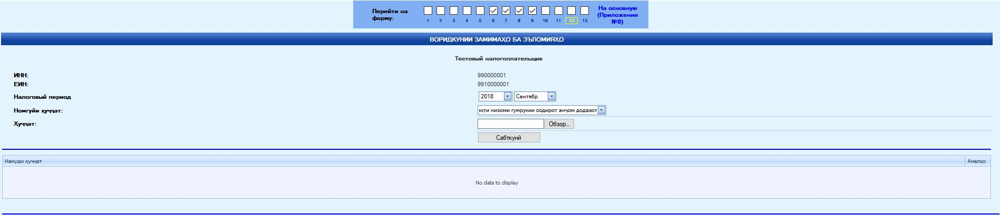 Перейти на
форму:
1 2 3 4 5 6 7 8 9 10 11 12 13
На основную
(Приложение
№8)
ВОРИДКУНИИ ЗАМИМАҲО БА ЭЪЛОМИЯҲО
Тестовый налогоплательщик
ИНН: 990000001
ЕИН: 9910000001
Налоговый период 2018 Сентябр
Номгуйи ҳуҷҷат: аҳти низоми гумрукии содирот анҷом додааст
Ҳуҷҷат: Обзор...
Сабткунӣ
Намуди ҳуҷҷат Амалҳо
No data to display